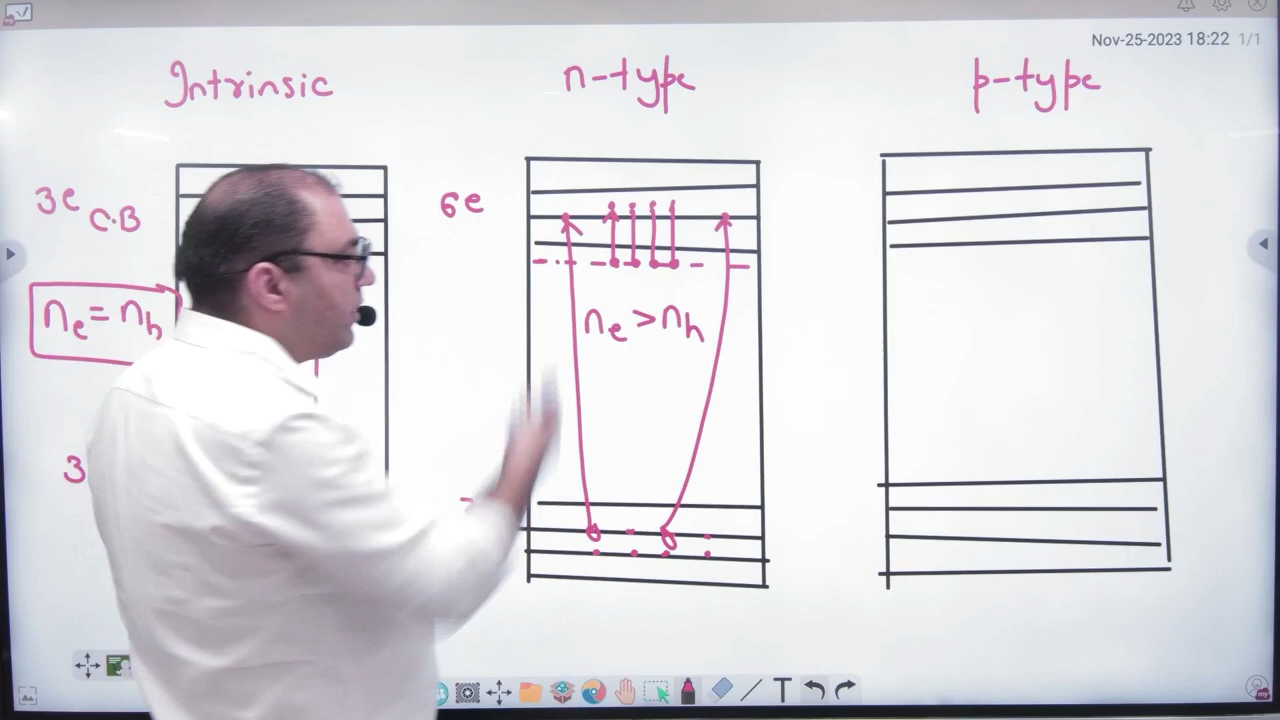 Nov-25-2023 18:22 1/1
Intrinsic
n-type
p-type
3e
C.B
6e
ne = nh
ne > nh
3
T